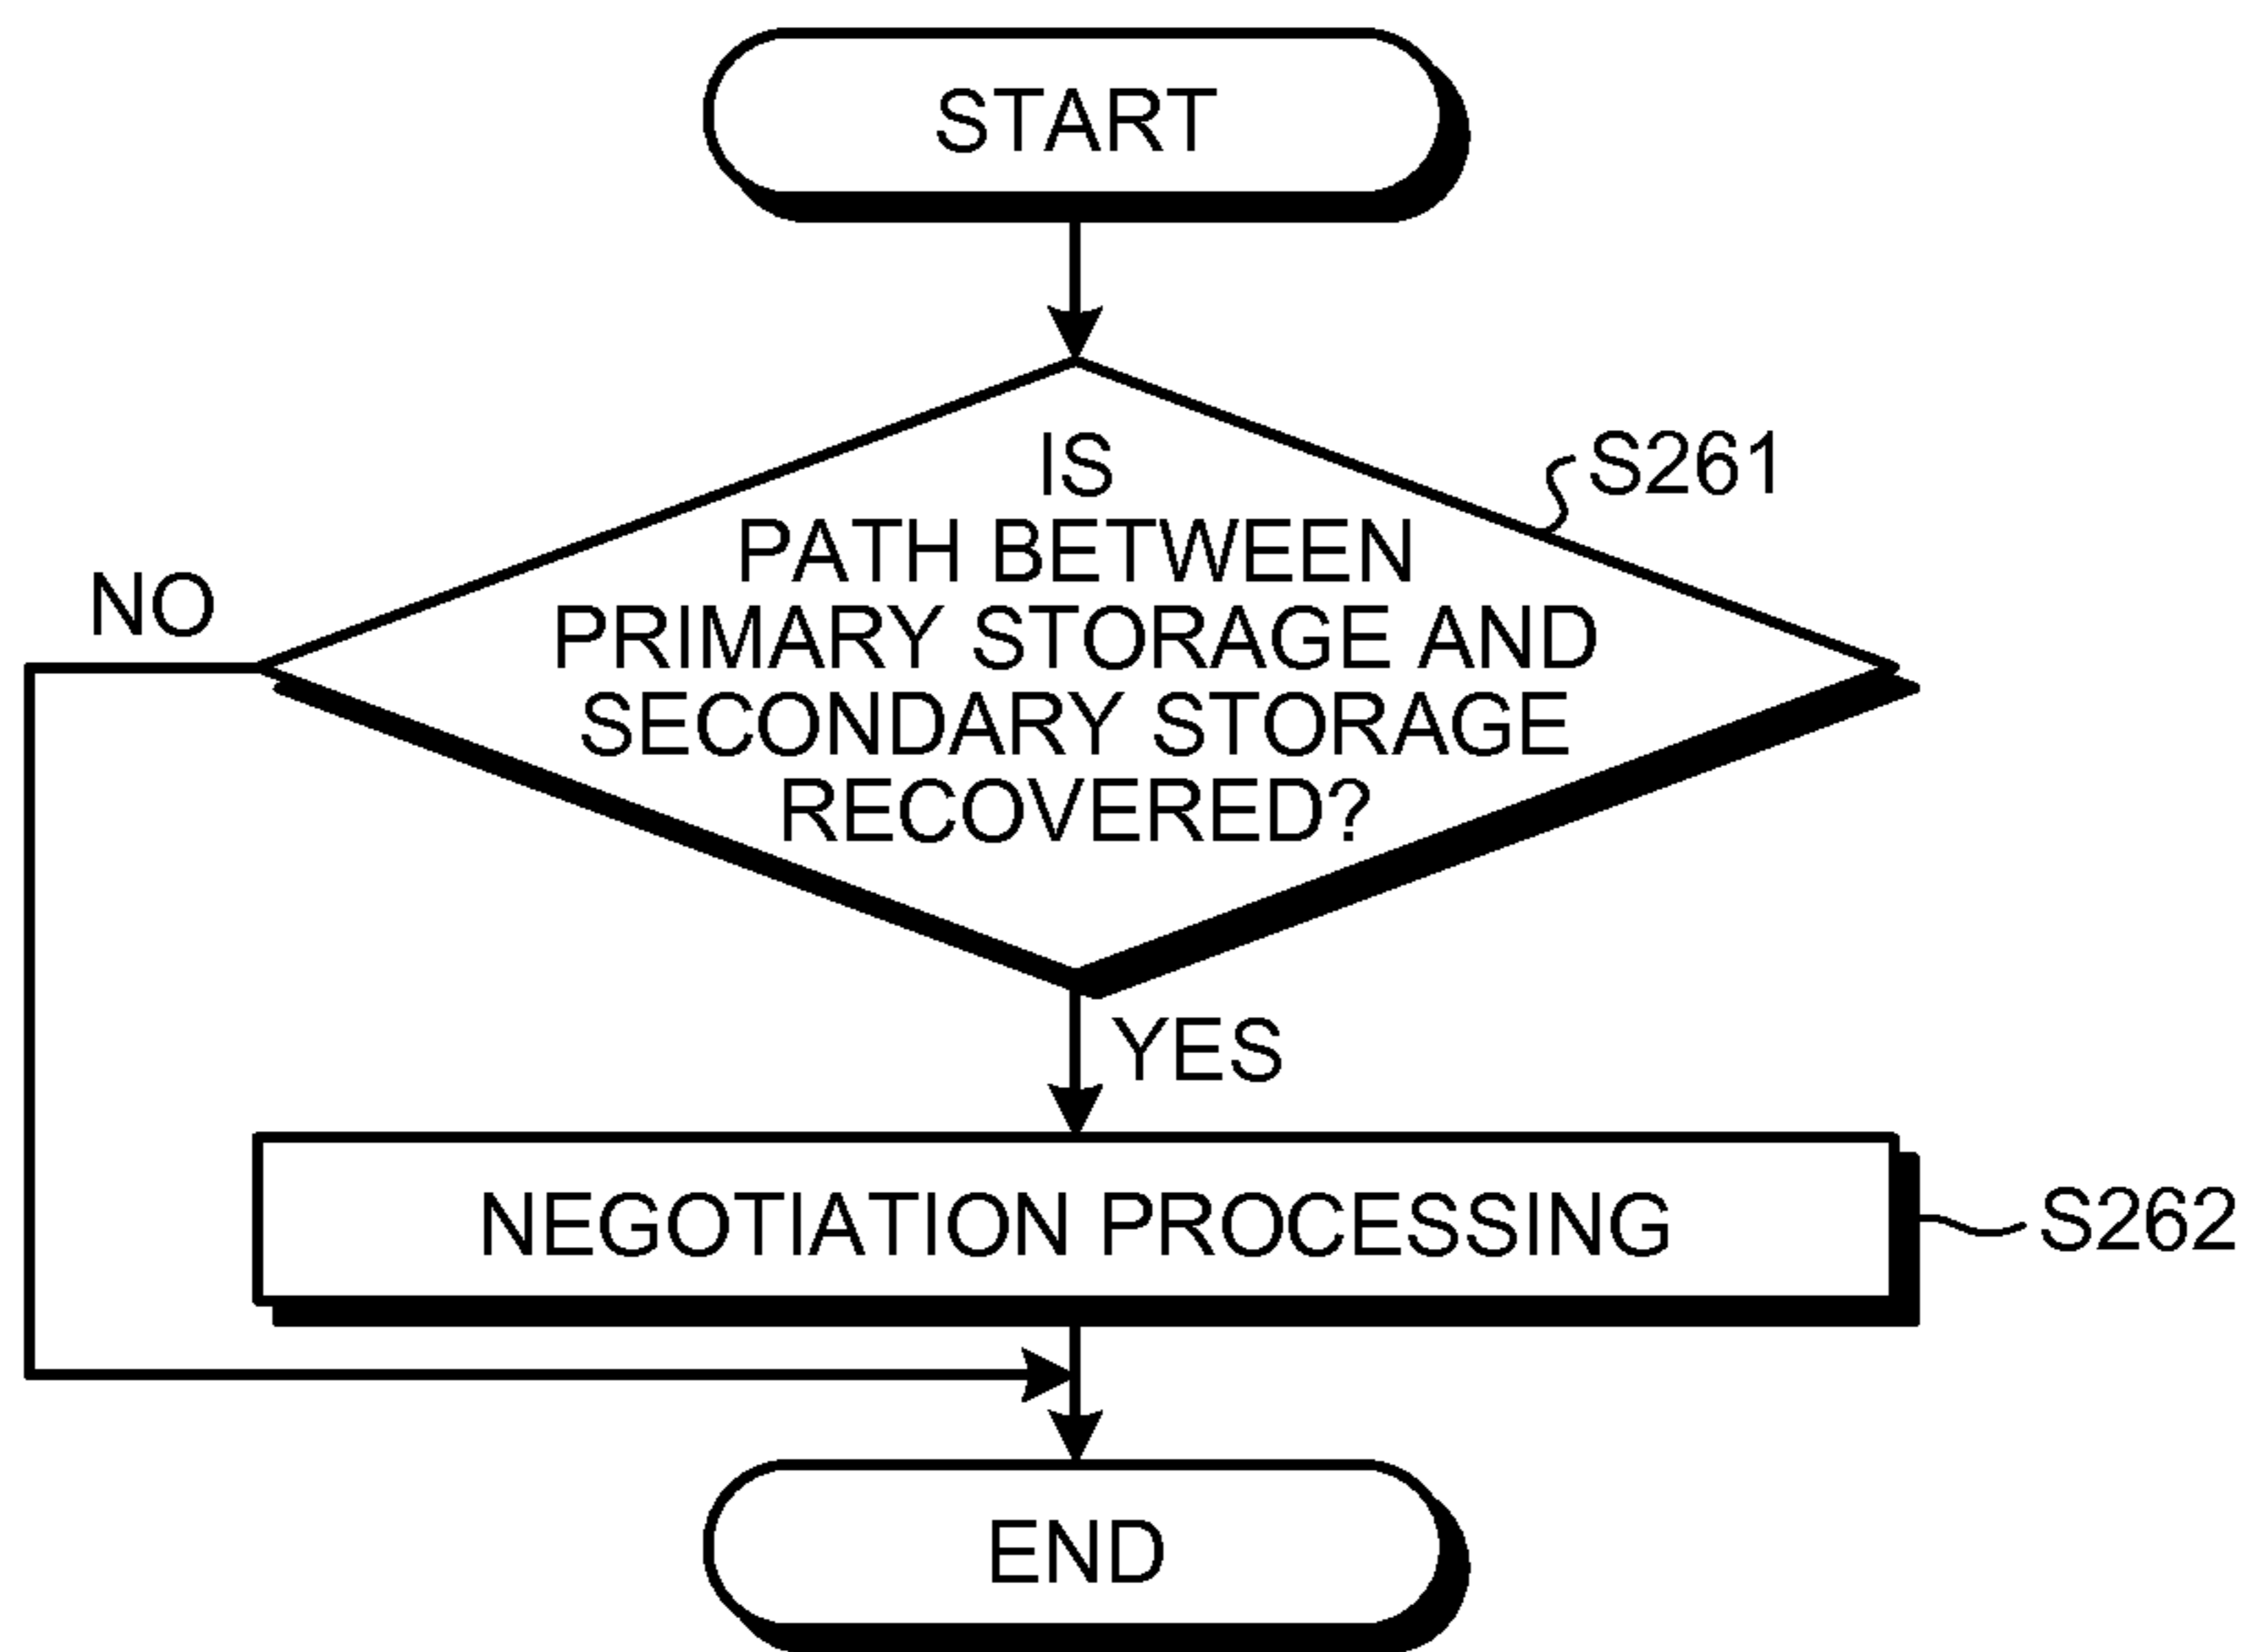 START
IS
PATH BETWEEN
PRIMARY STORAGE AND
SECONDARY STORAGE
RECOVERED?
S261
NO
YES
NEGOTIATION PROCESSING
S262
END